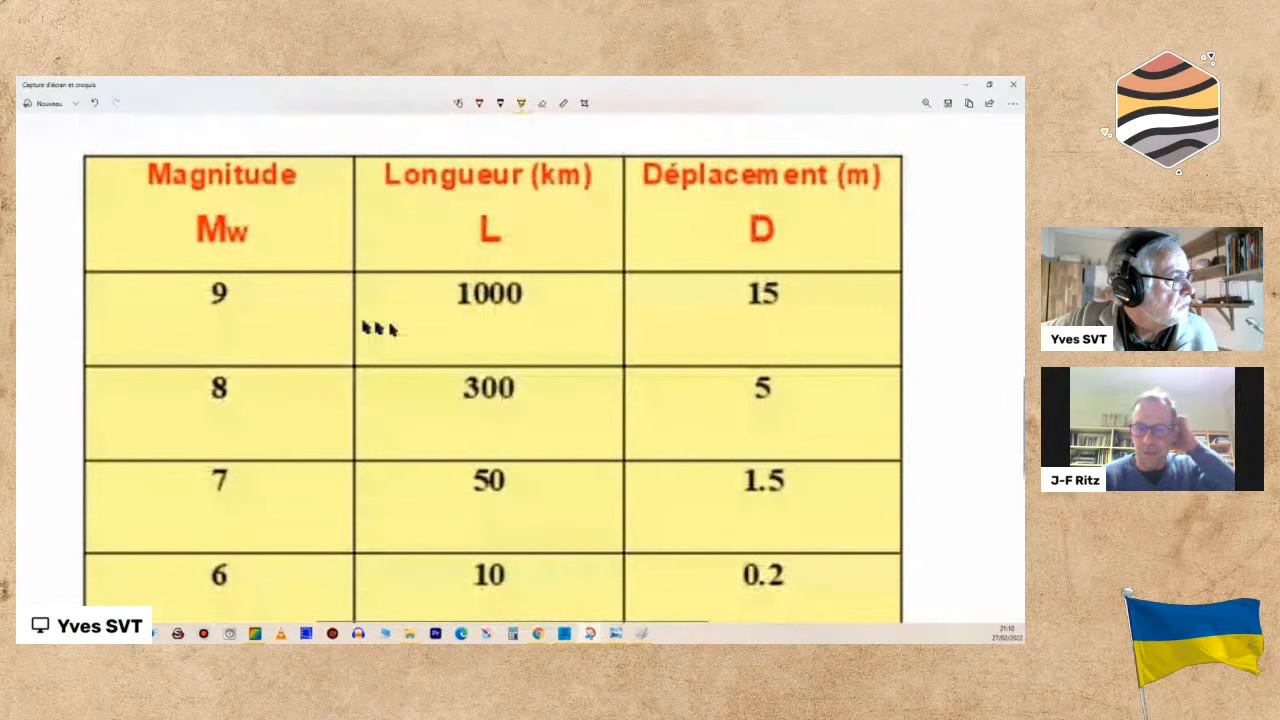 Capture d'écran et croquis
Nouveau
Magnitude Longueur (km) Déplacement (m)
Mw L D
9 1000 15
8 300 5
7 50 1.5
6 10 0.2
Yves SVT
J-F Ritz
Yves SVT
21:10
27/02/2022